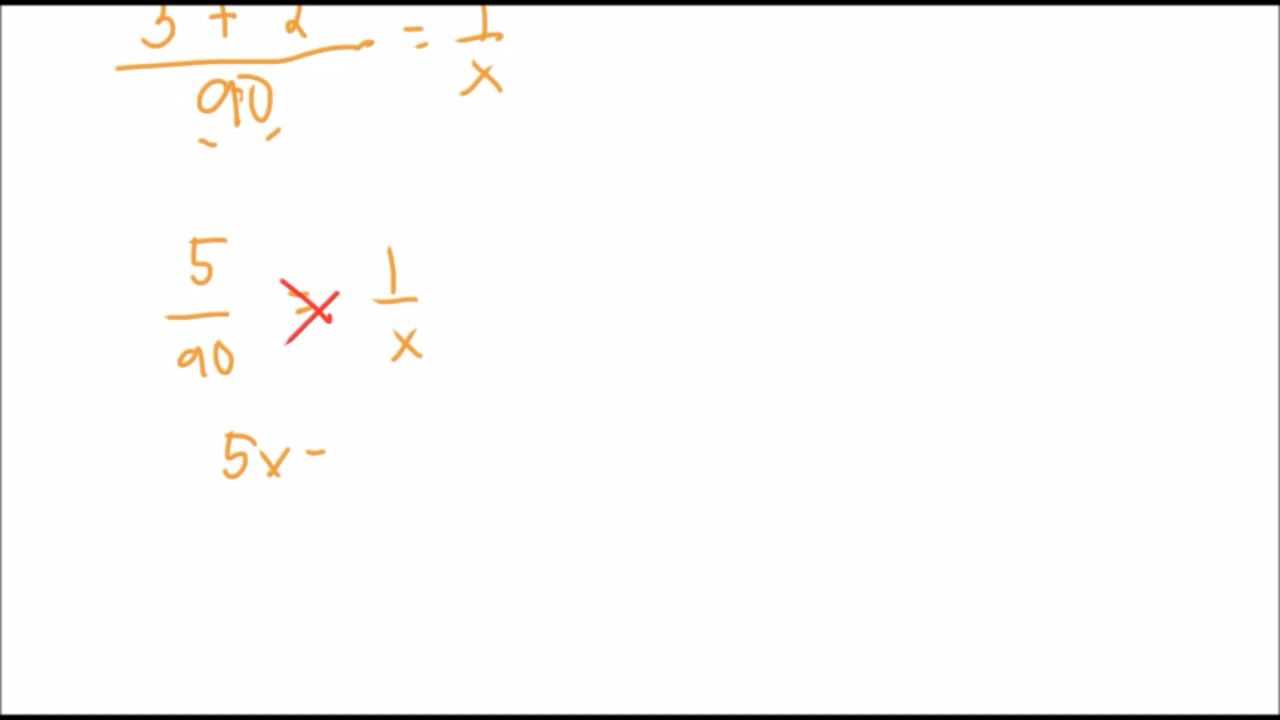 3 + 2 / 90 = 1 / x
5 / 90 = 1 / x
5x -